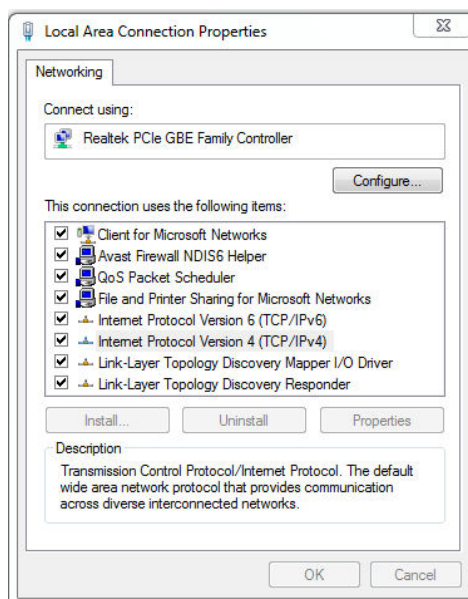 Local Area Connection Properties
Networking
Connect using:
Realtek PCIe GBE Family Controller
Configure...
This connection uses the following items:
Client for Microsoft Networks
Avast Firewall NDIS6 Helper
QoS Packet Scheduler
File and Printer Sharing for Microsoft Networks
Internet Protocol Version 6 (TCP/IPv6)
Internet Protocol Version 4 (TCP/IPv4)
Link-Layer Topology Discovery Mapper I/O Driver
Link-Layer Topology Discovery Responder
Install... Uninstall Properties
Description
Transmission Control Protocol/Internet Protocol. The default
wide area network protocol that provides communication
across diverse interconnected networks.
OK Cancel